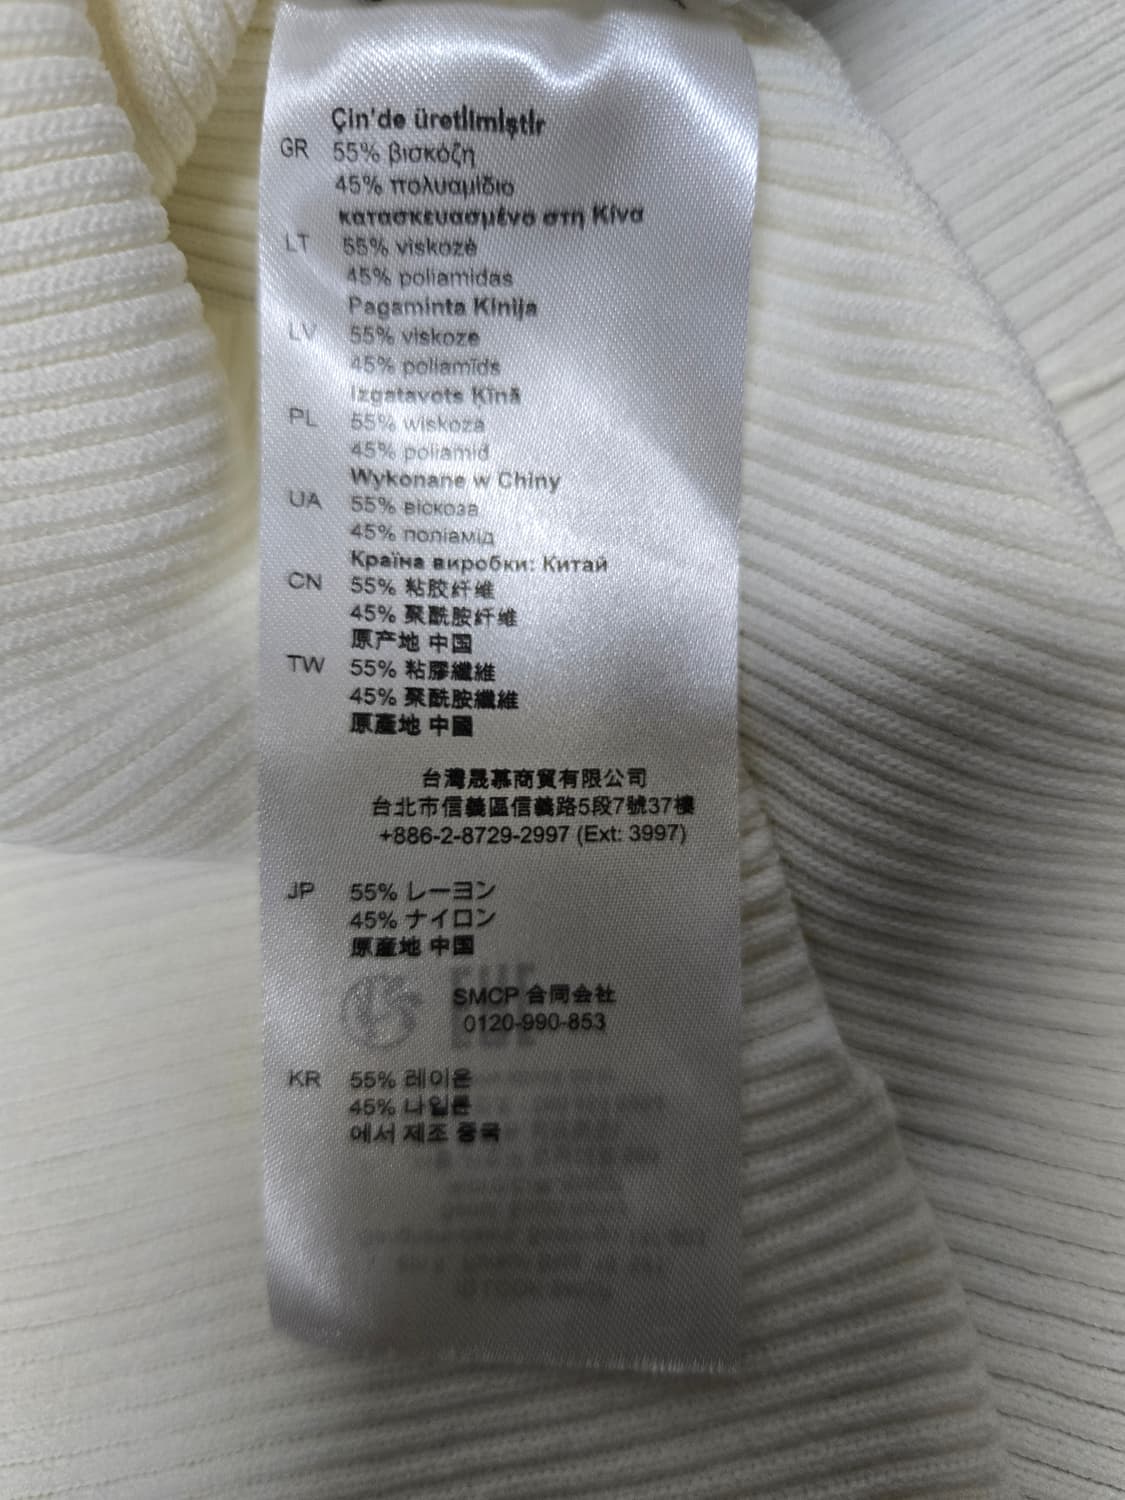 Çin'de üretilmiştir
GR 55% βισκόζη
45% πολυαμίδιο
κατασκευασμένο στη Κίνα
LT 55% viskozė
45% poliamidas
Pagaminta Kinija
LV 55% viskoze
45% poliamīds
Izgatavots Ķīnā
PL 55% wiskoza
45% poliamid
Wykonane w Chiny
UA 55% віскоза
45% поліамід
Країна виробки: Китай
CN 55% 粘胶纤维
45% 聚酰胺纤维
原产地 中国
TW 55% 粘膠纖維
45% 聚酰胺纖維
原產地 中國
台灣晟慕商貿有限公司
台北市信義區信義路5段7號37樓
+886-2-8729-2997 (Ext: 3997)
JP 55% レーヨン
45% ナイロン
原産地 中国
SMCP 合同会社
0120-990-853
KR 55% 레이온
45% 나일론
에서 제조 중국